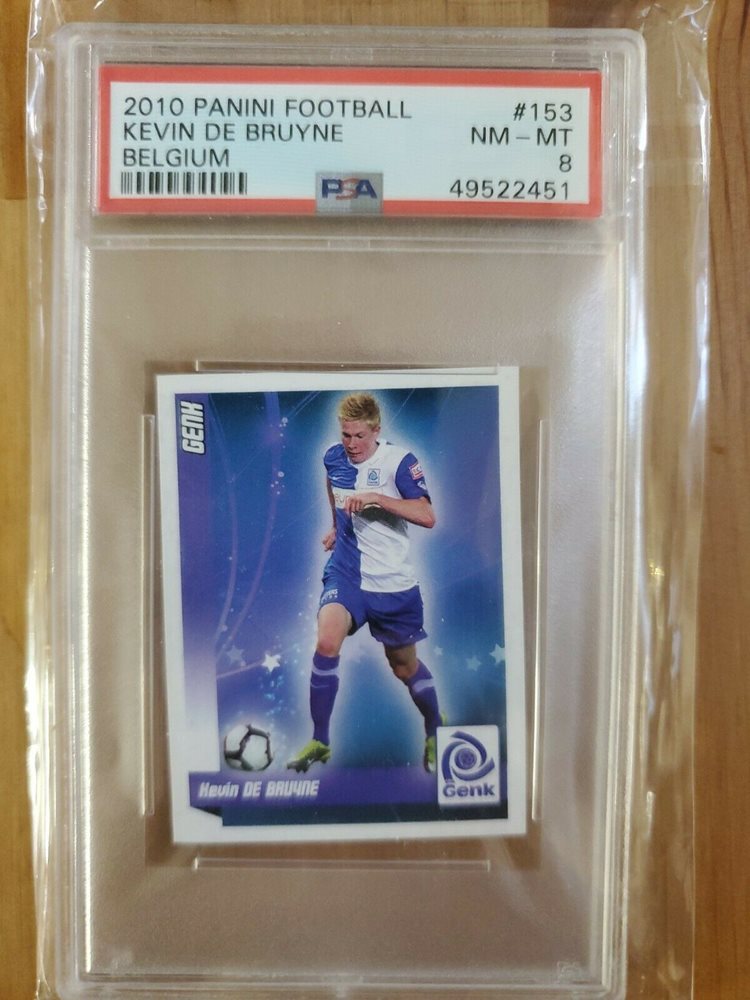 2010 PANINI FOOTBALL #153
KEVIN DE BRUYNE NM-MT
BELGIUM 8
PSA 49522451
GENK
Kevin DE BRUYNE
Genk